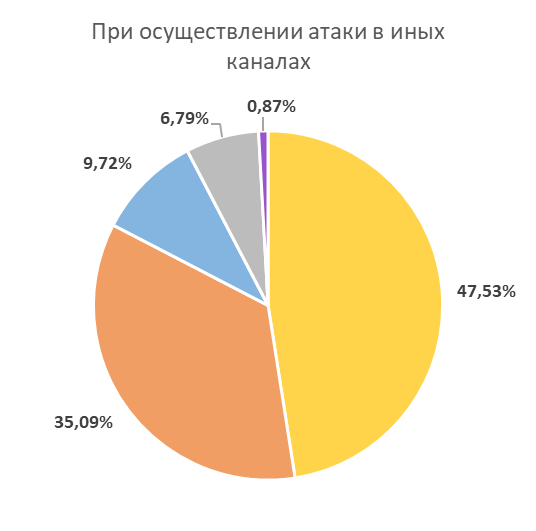 При осуществлении атаки в иных
каналах
0,87%
6,79%
9,72%
47,53%
35,09%